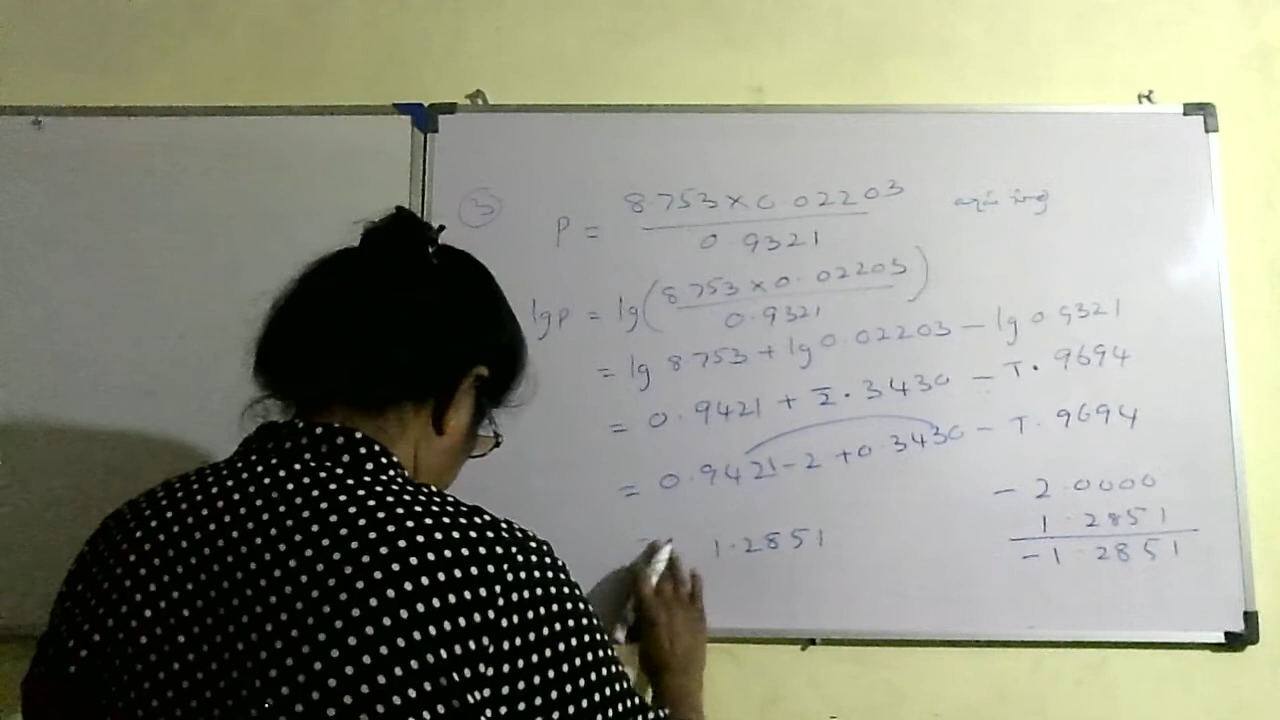 3
P = 8.753 × 0.02203 / 0.9321
lg P = lg ( 8.753 × 0.02203 / 0.9321 )
= lg 8.753 + lg 0.02203 − lg 0.9321
= 0.9421 + 2̅.3430 − 1̅.9694
= 0.9421 − 2 + 0.3430 − 1̅.9694
1.2851
− 2.0000
1.2851
− 1.2851